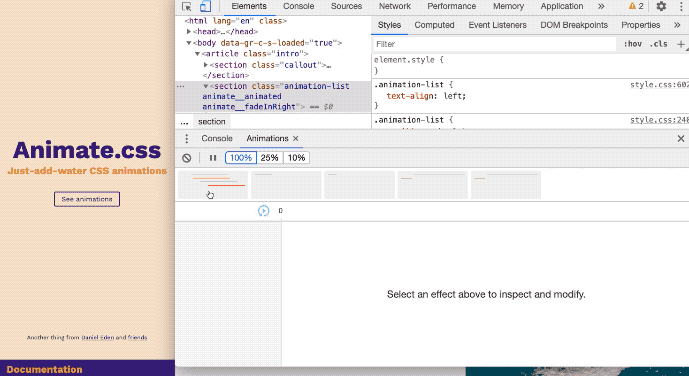 Animate.css
Just-add-water CSS animations
See animations
Another thing from Daniel Eden and friends
Documentation
Elements
Console
Sources
Network
Performance
Memory
Application
»
2
<html lang="en" class>
▶<head>…</head>
▼<body data-gr-c-s-loaded="true">
▼<article class="intro">
▶<section class="callout">…
</section>
▼<section class="animation-list
animate__animated
animate__fadeInRight"> == $0
... section
Styles
Computed
Event Listeners
DOM Breakpoints
Properties
»
Filter
:hov .cls +
element.style {
}
.animation-list { style.css:602
text-align: left;
}
.animation-list { style.css:248
Console
Animations ×
100% 25% 10%
0
Select an effect above to inspect and modify.